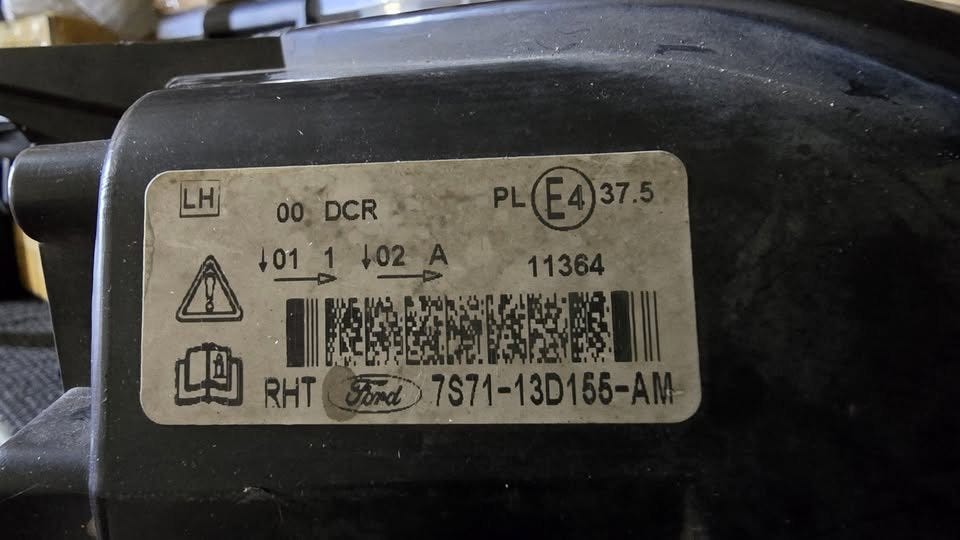 LH 00 DCR PL E4 37.5
↓01 1 ↓02 A 11364
RHT Ford 7S71-13D155-AM